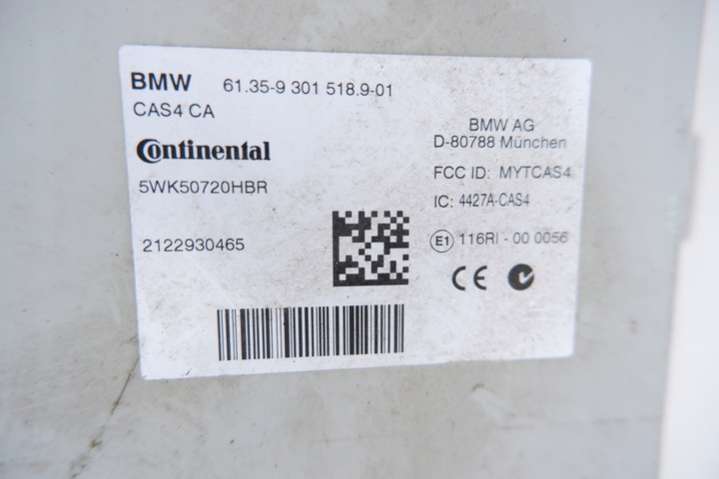 BMW 61.35-9 301 518.9-01
CAS4 CA
Continental
5WK50720HBR
2122930465
BMW AG
D-80788 München
FCC ID: MYTCAS4
IC: 4427A-CAS4
E1 116RI - 00 0056
CE